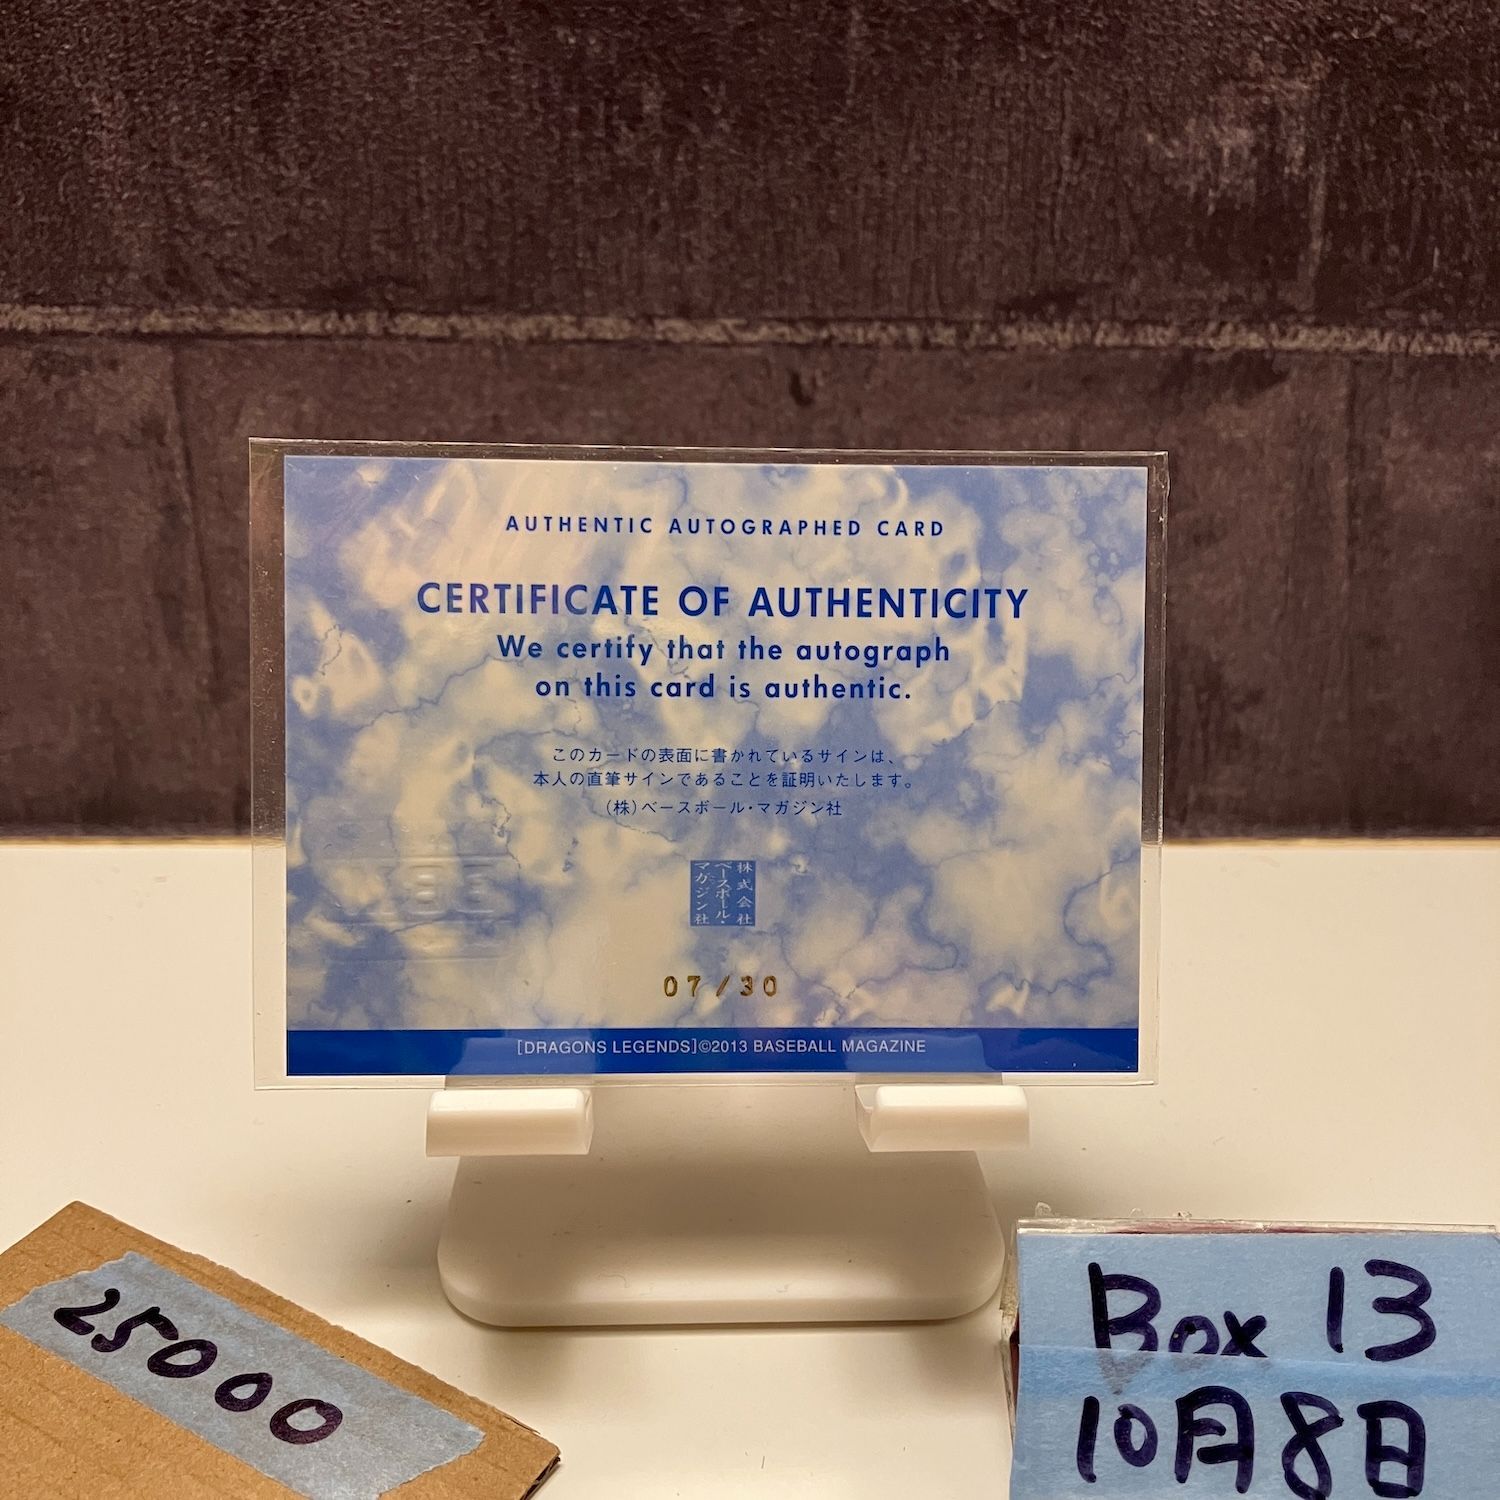 AUTHENTIC AUTOGRAPHED CARD
CERTIFICATE OF AUTHENTICITY
We certify that the autograph
on this card is authentic.
このカードの表面に書かれているサインは、
本人の直筆サインであることを証明いたします。
(株)ベースボール・マガジン社
株式会社
ベースボール・
マガジン社
07/30
[DRAGONS LEGENDS]©2013 BASEBALL MAGAZINE
25000
Box 13
10月8日